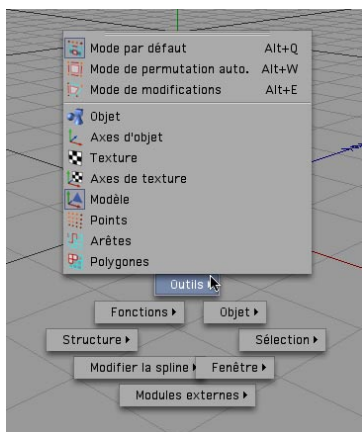 Mode par défaut Alt+Q
Mode de permutation auto. Alt+W
Mode de modifications Alt+E
Objet
Axes d'objet
Texture
Axes de texture
Modèle
Points
Arêtes
Polygones
Outils
Fonctions
Objet
Structure
Sélection
Modifier la spline
Fenêtre
Modules externes